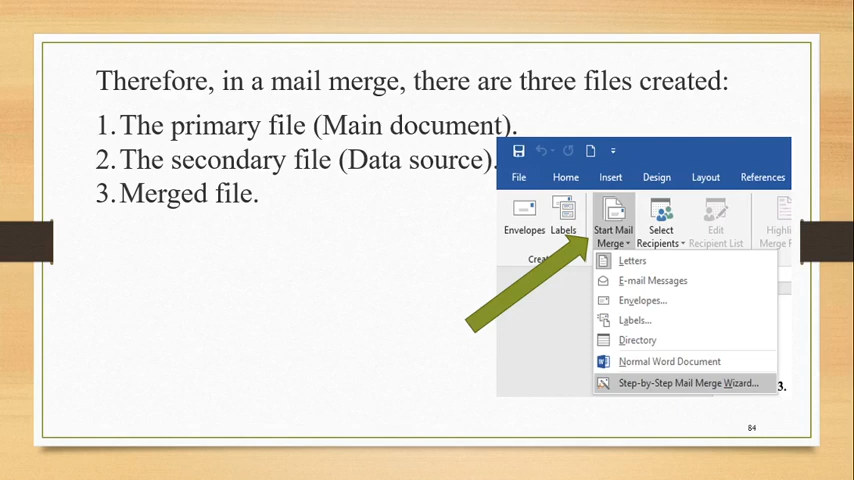 Therefore, in a mail merge, there are three files created:
1. The primary file (Main document).
2. The secondary file (Data source).
3. Merged file.
File Home Insert Design Layout References
Envelopes Labels Start Mail Merge Select Recipients Edit Recipient List
Letters
E-mail Messages
Envelopes...
Labels...
Directory
Normal Word Document
Step-by-Step Mail Merge Wizard...
3.
84